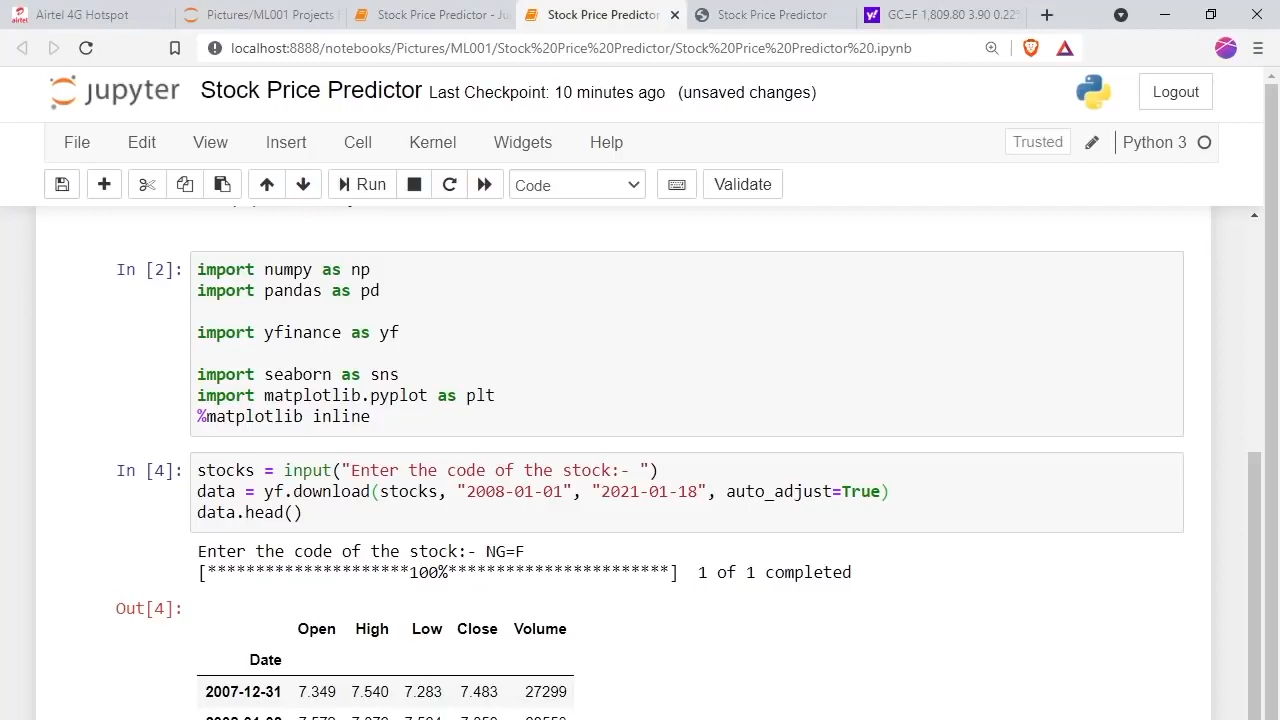 Airtel 4G Hotspot
Pictures/ML001 Projects
Stock Price Predictor - Ju
Stock Price Predictor
Stock Price Predictor
GC=F 1,809.80 3.90 0.22%
localhost:8888/notebooks/Pictures/ML001/Stock%20Price%20Predictor/Stock%20Price%20Predictor%20.ipynb
jupyter Stock Price Predictor Last Checkpoint: 10 minutes ago (unsaved changes)
Logout
File Edit View Insert Cell Kernel Widgets Help
Trusted Python 3
Run Code Validate
In [2]: import numpy as np
import pandas as pd
import yfinance as yf
import seaborn as sns
import matplotlib.pyplot as plt
%matplotlib inline
In [4]: stocks = input("Enter the code of the stock:- ")
data = yf.download(stocks, "2008-01-01", "2021-01-18", auto_adjust=True)
data.head()
Enter the code of the stock:- NG=F
[*********************100%***********************] 1 of 1 completed
Out[4]:
Open High Low Close Volume
Date
2007-12-31 7.349 7.540 7.283 7.483 27299